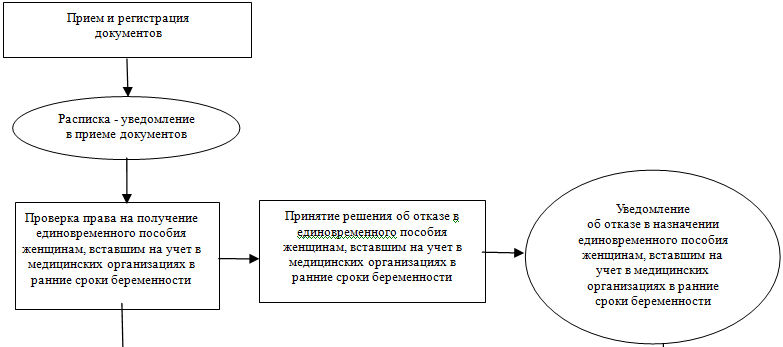 Прием и регистрация
документов
Расписка - уведомление
в приеме документов
Проверка права на получение
единовременного пособия
женщинам, вставшим на учет в
медицинских организациях в
ранние сроки беременности
Принятие решения об отказе в
единовременного пособия
женщинам, вставшим на учет в
медицинских организациях в
ранние сроки беременности
Уведомление
об отказе в назначении
единовременного пособия
женщинам, вставшим на
учет в медицинских
организациях в ранние
сроки беременности